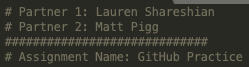 # Partner 1: Lauren Shareshian
# Partner 2: Matt Pigg
#############################
# Assignment Name: GitHub Practice